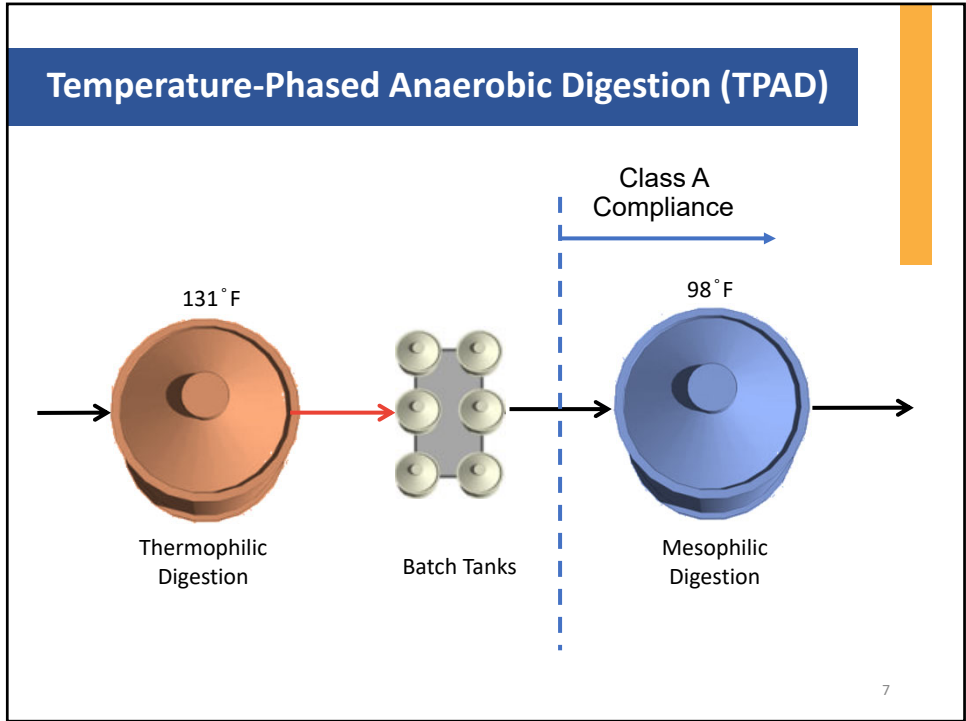 Temperature-Phased Anaerobic Digestion (TPAD)
Class A
Compliance
131°F
98°F
Thermophilic
Digestion
Batch Tanks
Mesophilic
Digestion
7